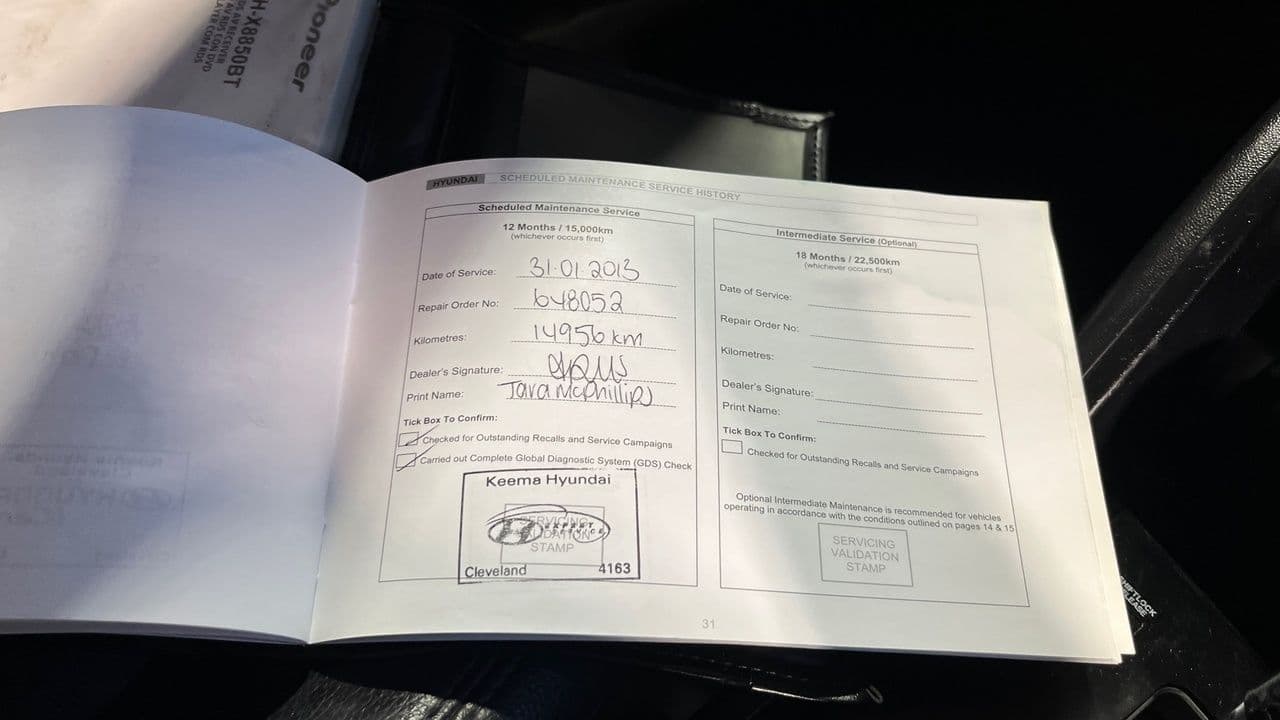 Pioneer
H-X8850BT
HYUNDAI SCHEDULED MAINTENANCE SERVICE HISTORY
Scheduled Maintenance Service
12 Months / 15,000km
(whichever occurs first)
Date of Service: 31·01·2013
Repair Order No: 648052
Kilometres: 14956 km
Dealer's Signature:
Print Name: Tara McPhillips
Tick Box To Confirm:
Checked for Outstanding Recalls and Service Campaigns
Carried out Complete Global Diagnostic System (GDS) Check
Keema Hyundai
SERVICING
VALIDATION
STAMP
Cleveland 4163
Intermediate Service (Optional)
18 Months / 22,500km
(whichever occurs first)
Date of Service:
Repair Order No:
Kilometres:
Dealer's Signature:
Print Name:
Tick Box To Confirm:
Checked for Outstanding Recalls and Service Campaigns
Optional Intermediate Maintenance is recommended for vehicles
operating in accordance with the conditions outlined on pages 14 & 15
SERVICING
VALIDATION
STAMP
31
SHIFTLOCK
RELEASE